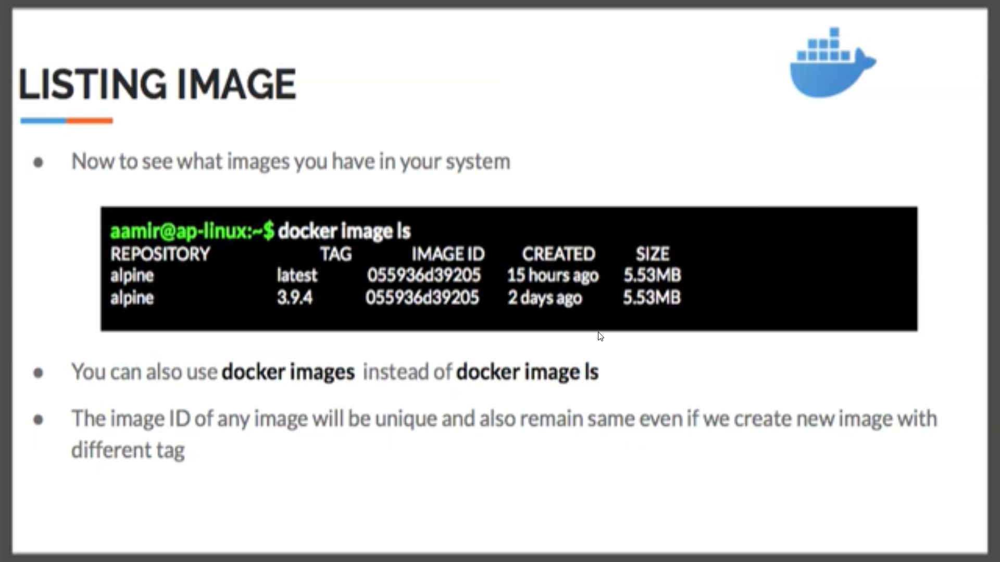 LISTING IMAGE
● Now to see what images you have in your system
aamir@ap-linux:~$ docker image ls
REPOSITORY TAG IMAGE ID CREATED SIZE
alpine latest 055936d39205 15 hours ago 5.53MB
alpine 3.9.4 055936d39205 2 days ago 5.53MB
● You can also use docker images instead of docker image ls
● The image ID of any image will be unique and also remain same even if we create new image with
different tag